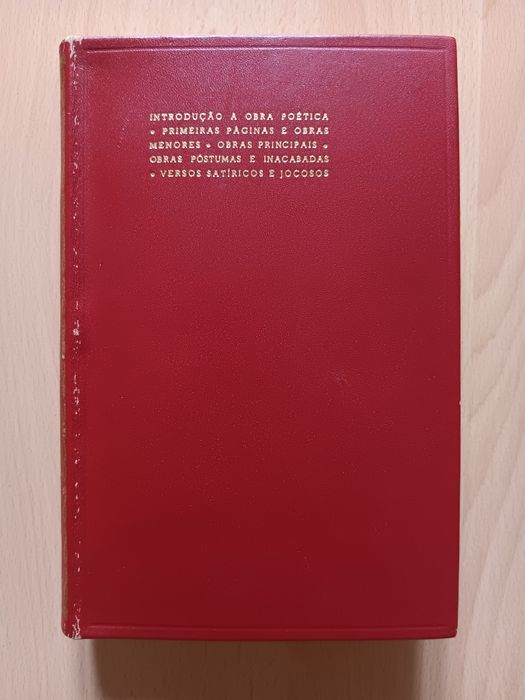 INTRODUÇÃO A OBRA POÉTICA
• PRIMEIRAS PÁGINAS E OBRAS
MENORES • OBRAS PRINCIPAIS •
OBRAS PÓSTUMAS E INACABADAS
• VERSOS SATÍRICOS E JOCOSOS